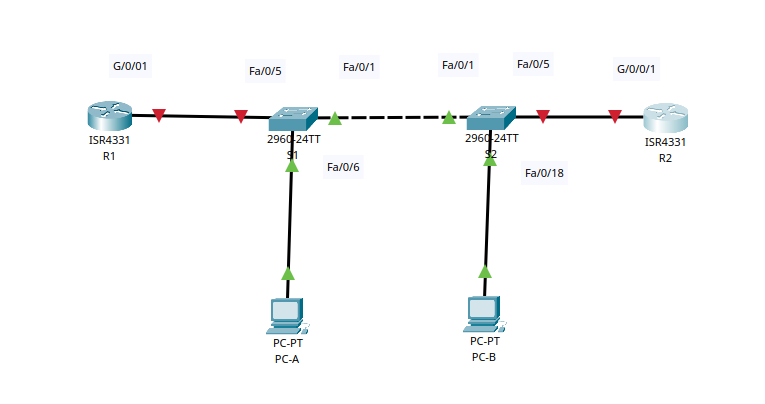 G/0/01
Fa/0/5
Fa/0/1
Fa/0/1
Fa/0/5
G/0/0/1
ISR4331
R1
2960-24TT
S1
2960-24TT
S2
ISR4331
R2
Fa/0/6
Fa/0/18
PC-PT
PC-A
PC-PT
PC-B